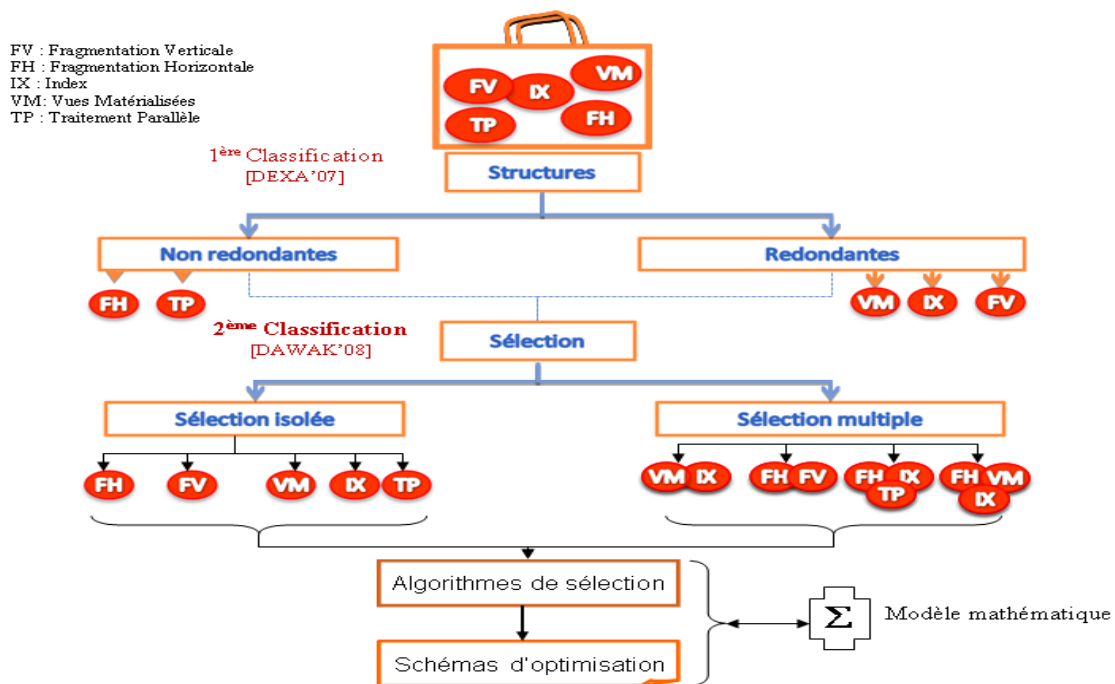 FV : Fragmentation Verticale
FH : Fragmentation Horizontale
IX : Index
VM: Vues Matérialisées
TP : Traitement Parallèle
FV
IX
VM
TP
FH
1ère Classification
[DEXA'07]
Structures
Non redondantes
Redondantes
FH
TP
VM
IX
FV
2ème Classification
[DAWAK'08]
Sélection
Sélection isolée
Sélection multiple
FH
FV
VM
IX
TP
VM IX
FH FV
FH IX
TP
FH VM
IX
Algorithmes de sélection
Schémas d'optimisation
Σ
Modèle mathématique